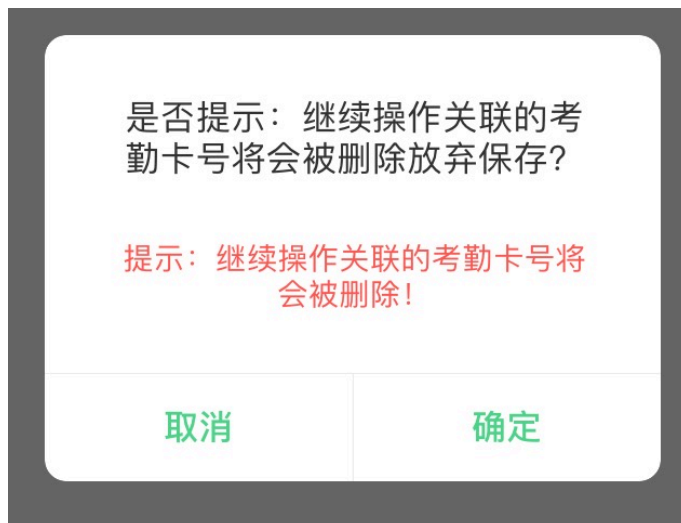 是否提示：继续操作关联的考
勤卡号将会被删除放弃保存？
提示：继续操作关联的考勤卡号将
会被删除！
取消
确定